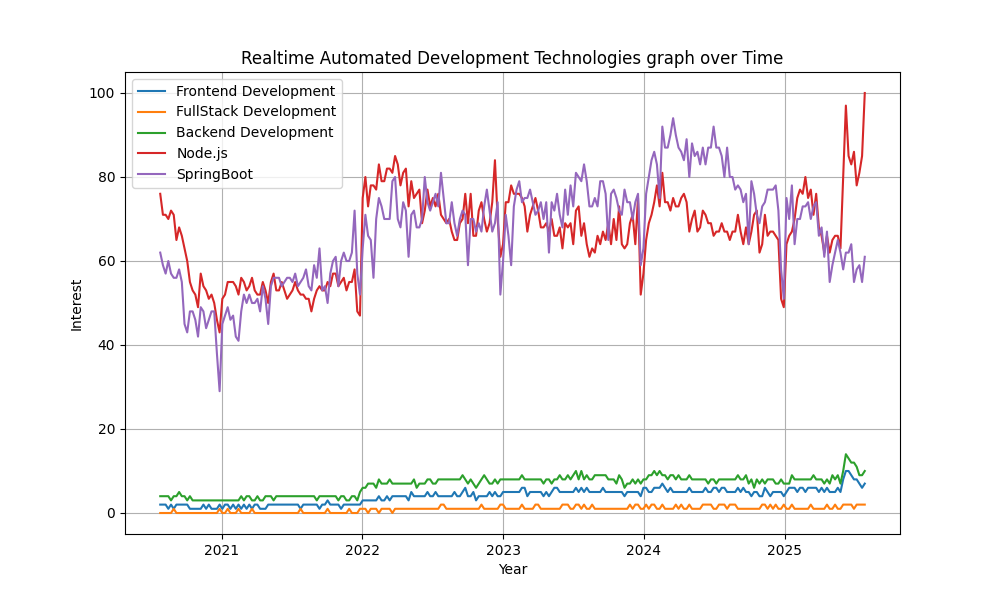 Realtime Automated Development Technologies graph over Time
Frontend Development
FullStack Development
Backend Development
Node.js
SpringBoot
100
80
60
40
20
0
Interest
2021
2022
2023
2024
2025
Year